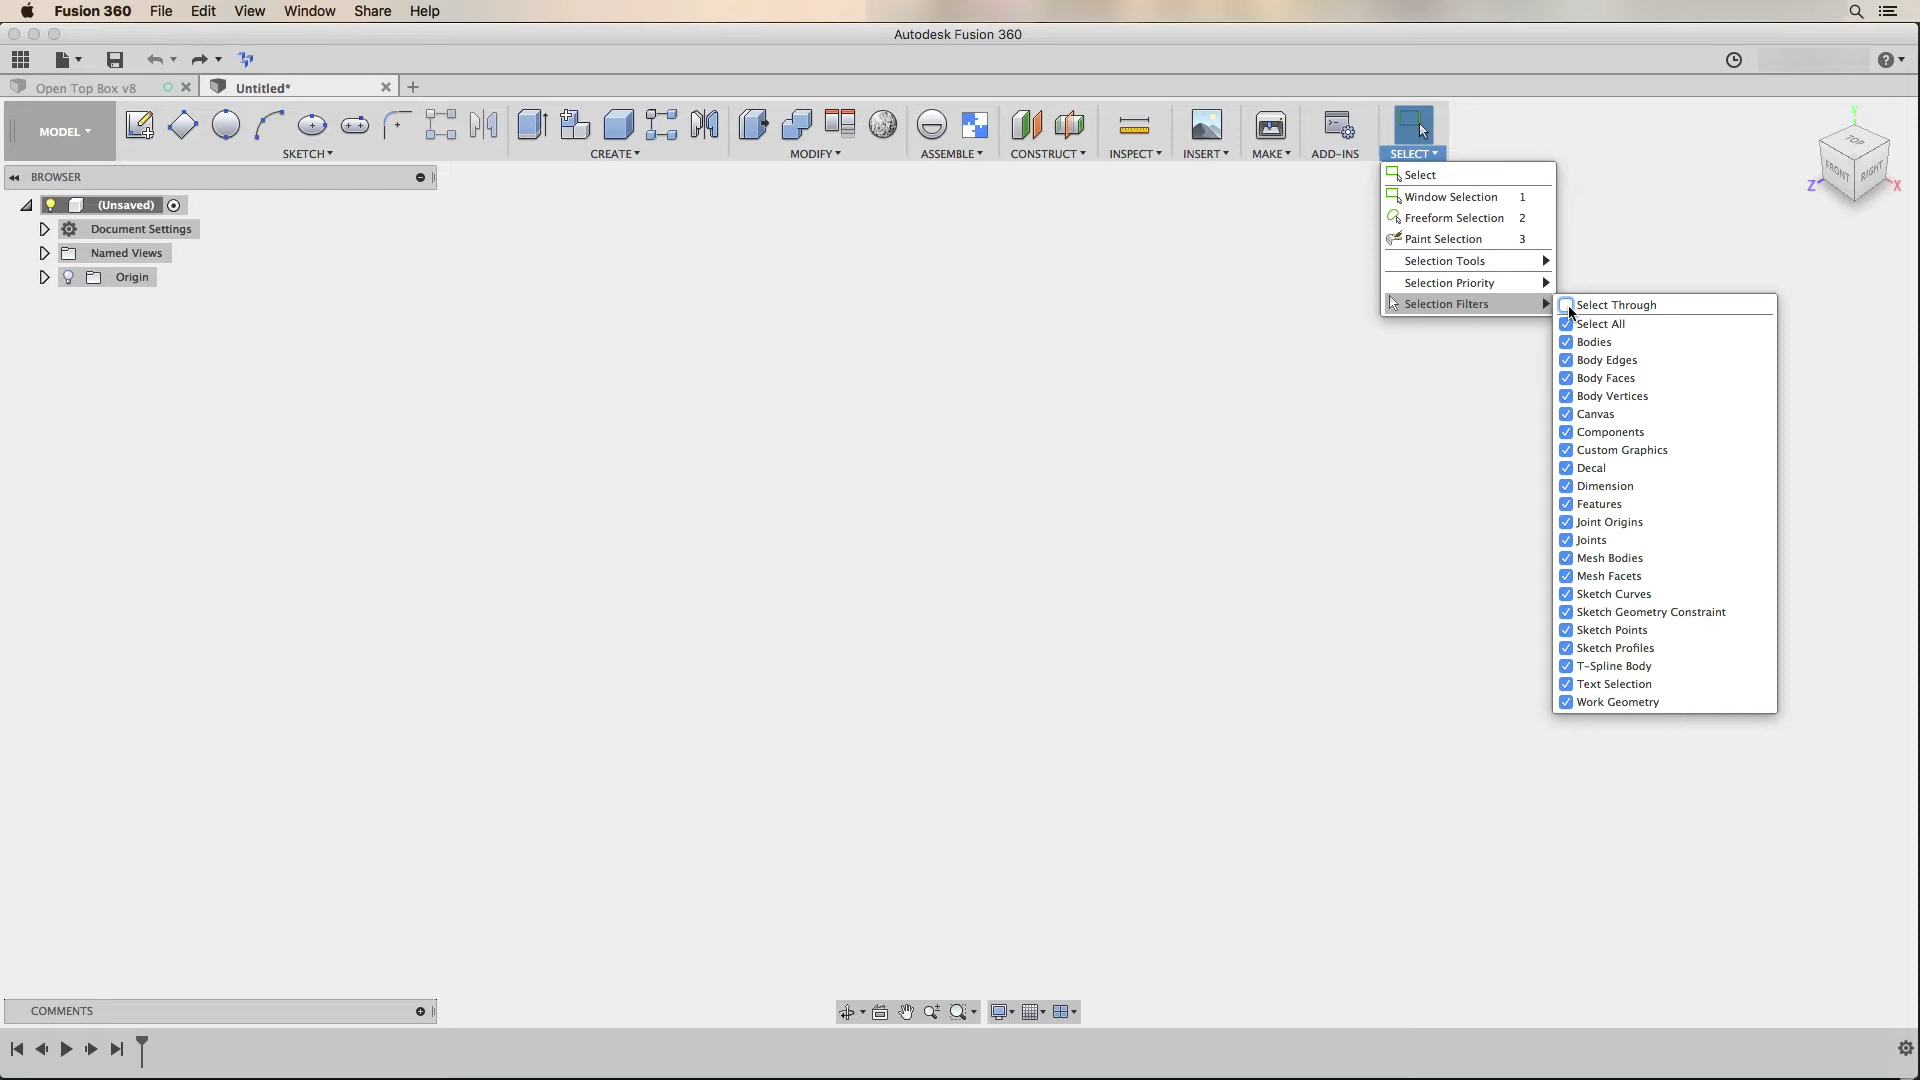 Fusion 360 File Edit View Window Share Help
Autodesk Fusion 360
Open Top Box v8
Untitled*
MODEL
SKETCH
CREATE
MODIFY
ASSEMBLE
CONSTRUCT
INSPECT
INSERT
MAKE
ADD-INS
SELECT
BROWSER
(Unsaved)
Document Settings
Named Views
Origin
TOP
FRONT
RIGHT
Y
Z
X
Select
Window Selection 1
Freeform Selection 2
Paint Selection 3
Selection Tools
Selection Priority
Selection Filters
Select Through
Select All
Bodies
Body Edges
Body Faces
Body Vertices
Canvas
Components
Custom Graphics
Decal
Dimension
Features
Joint Origins
Joints
Mesh Bodies
Mesh Facets
Sketch Curves
Sketch Geometry Constraint
Sketch Points
Sketch Profiles
T-Spline Body
Text Selection
Work Geometry
COMMENTS